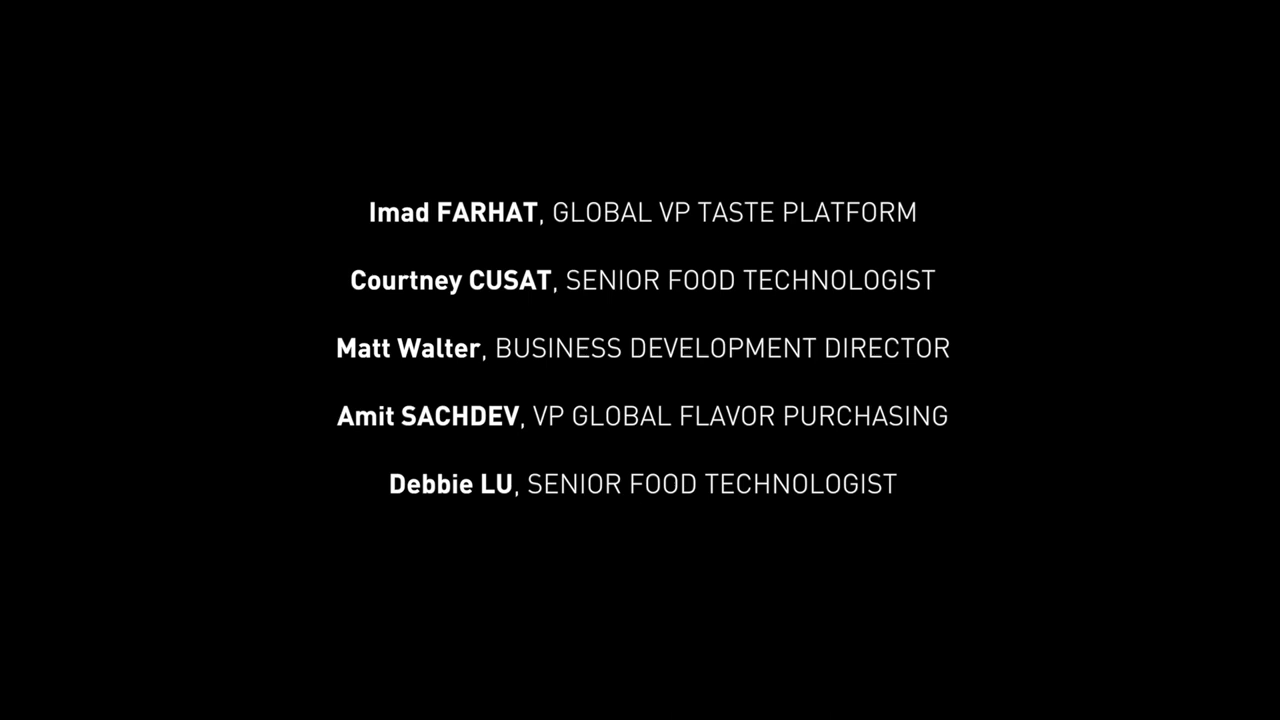 Imad FARHAT, GLOBAL VP TASTE PLATFORM
Courtney CUSAT, SENIOR FOOD TECHNOLOGIST
Matt Walter, BUSINESS DEVELOPMENT DIRECTOR
Amit SACHDEV, VP GLOBAL FLAVOR PURCHASING
Debbie LU, SENIOR FOOD TECHNOLOGIST